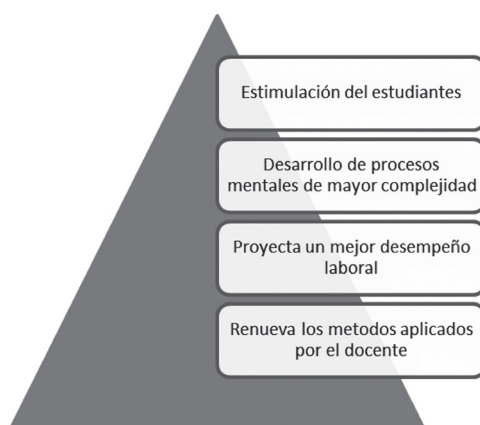 Estimulación del estudiantes
Desarrollo de procesos
mentales de mayor complejidad
Proyecta un mejor desempeño
laboral
Renueva los metodos aplicados
por el docente